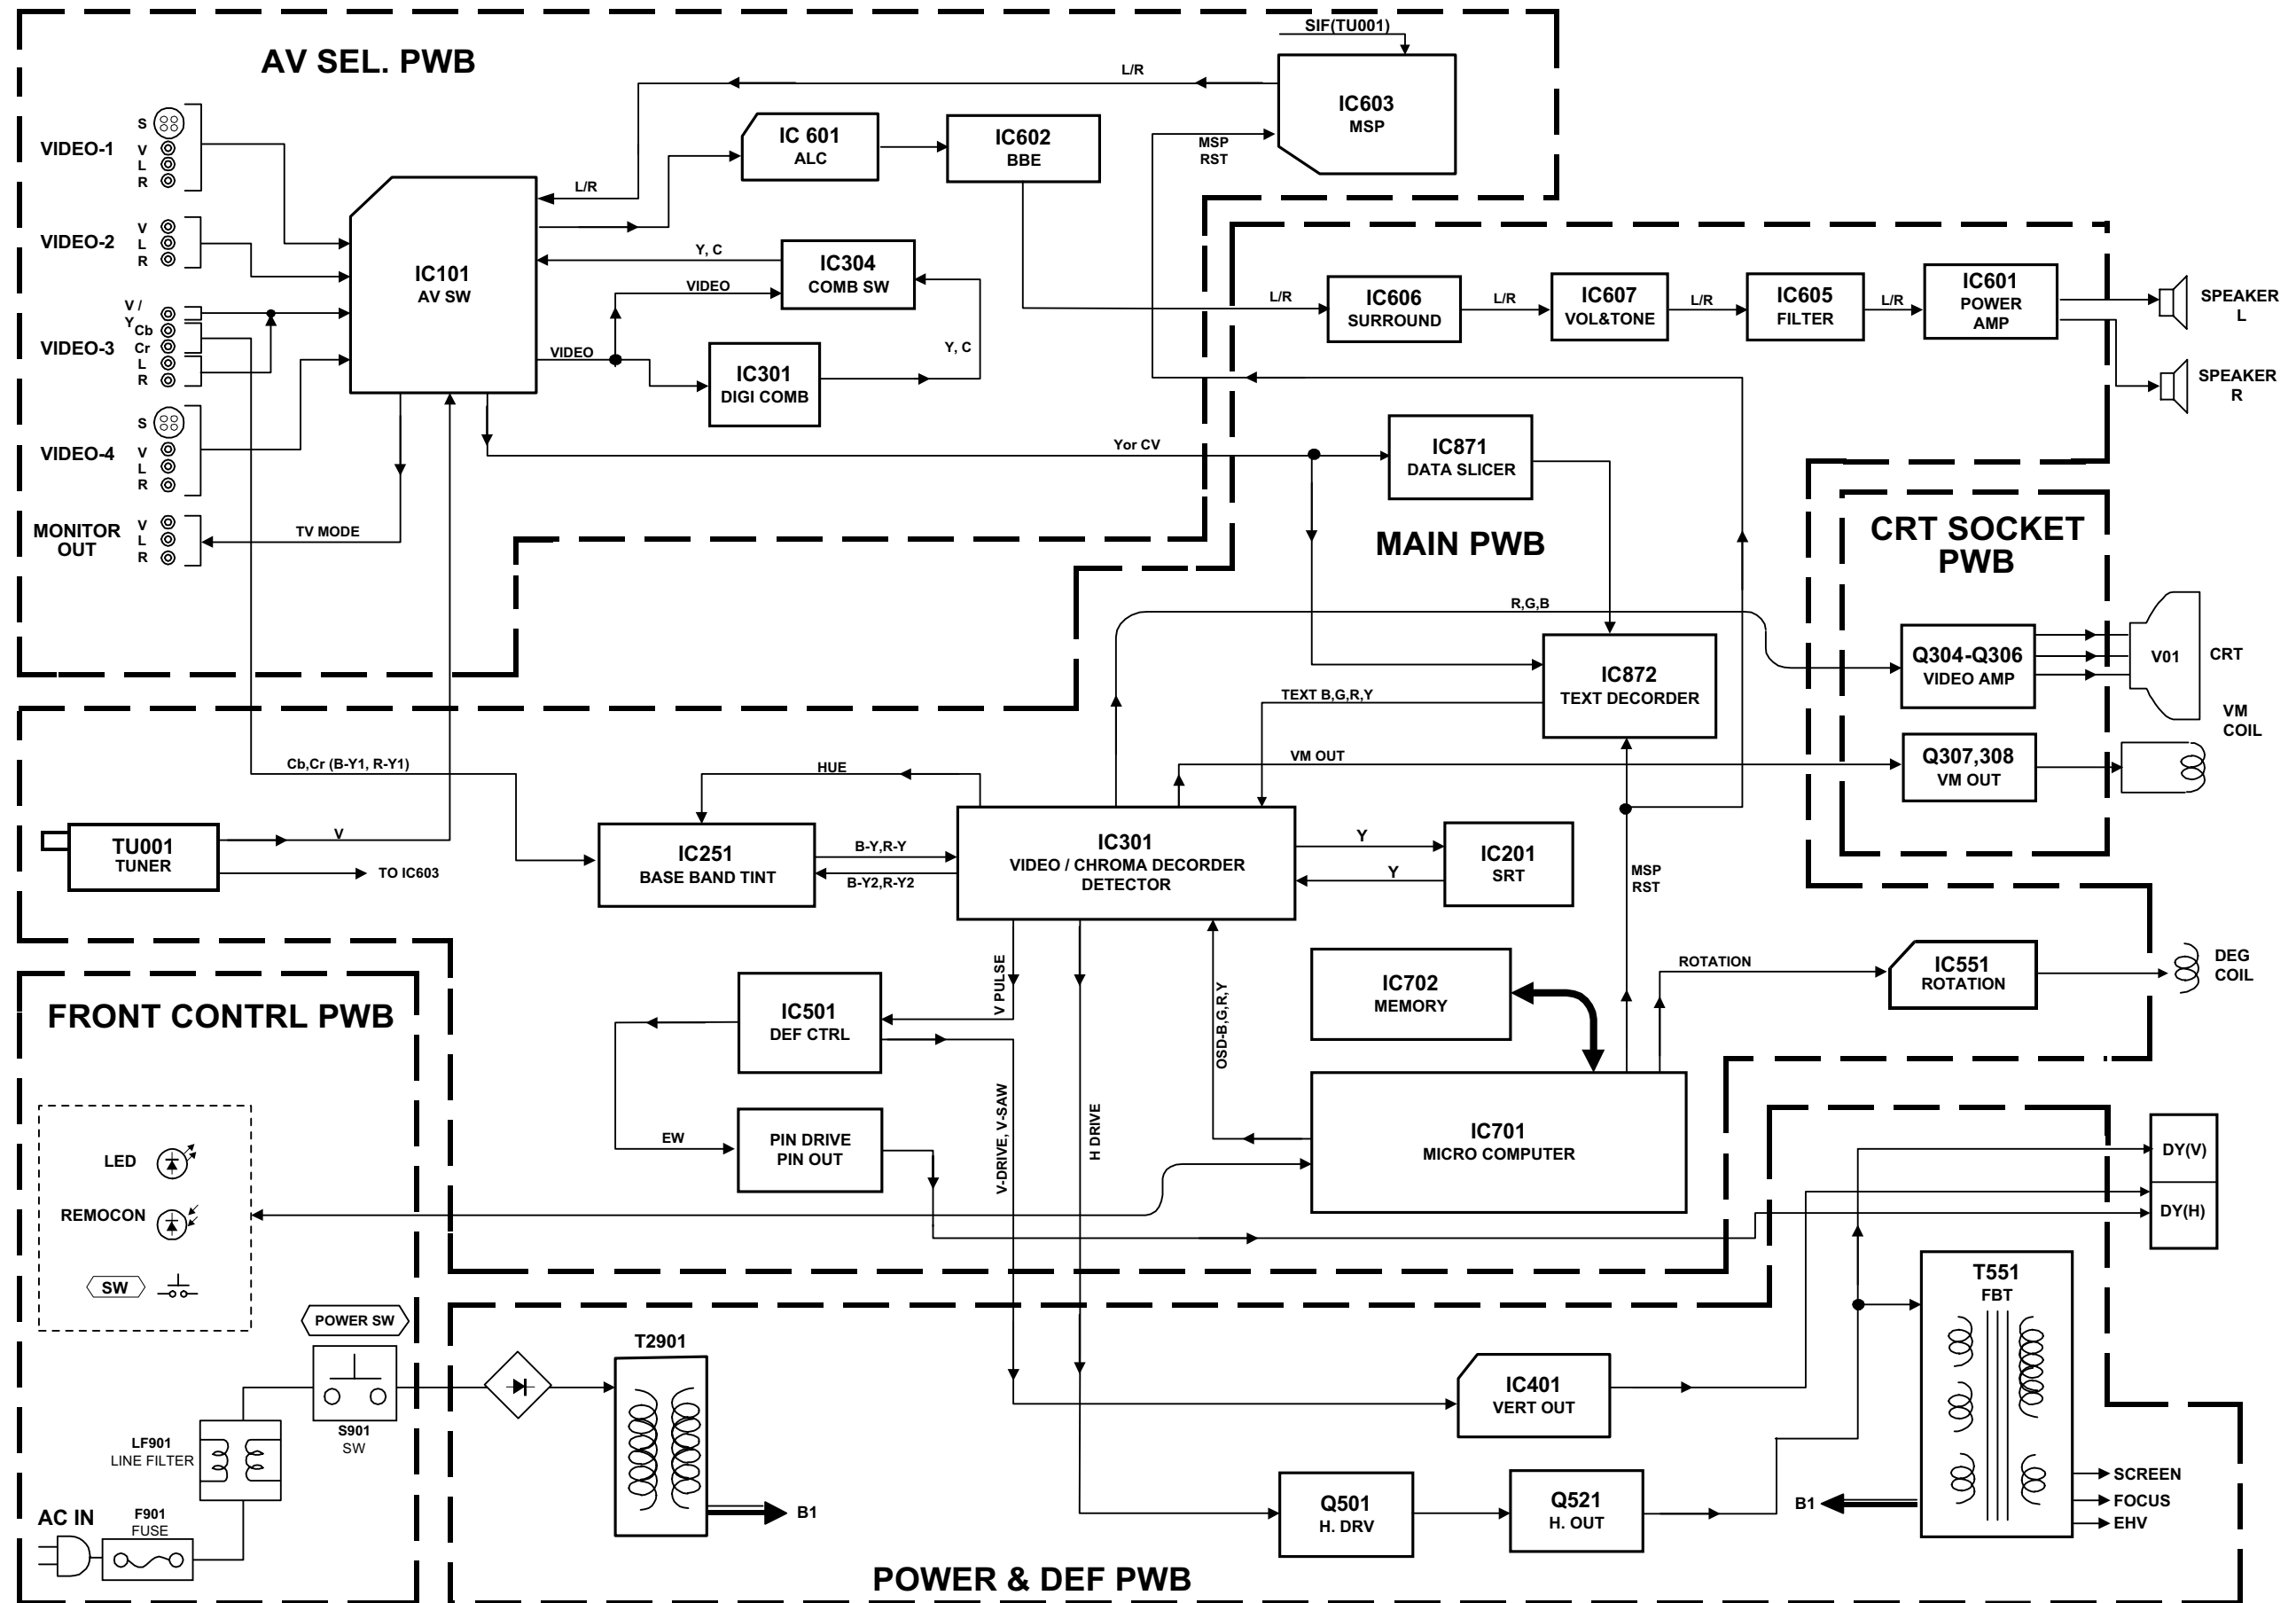 AV SEL. PWB
SIF(TU001)
L/R
IC603
MSP
MSP
RST
VIDEO-1
S
V
L
R
IC 601
ALC
IC602
BBE
L/R
VIDEO-2
V
L
R
IC101
AV SW
Y, C
IC304
COMB SW
VIDEO
VIDEO-3
V /
Y
Cb
Cr
L
R
VIDEO
IC301
DIGI COMB
Y, C
L/R
IC606
SURROUND
L/R
IC607
VOL&TONE
L/R
IC605
FILTER
L/R
IC601
POWER
AMP
SPEAKER
L
SPEAKER
R
VIDEO-4
S
V
L
R
Yor CV
IC871
DATA SLICER
MONITOR
OUT
V
L
R
TV MODE
MAIN PWB
CRT SOCKET
PWB
R,G,B
IC872
TEXT DECORDER
TEXT B,G,R,Y
Q304-Q306
VIDEO AMP
V01
CRT
VM
COIL
Q307,308
VM OUT
VM OUT
Cb,Cr (B-Y1, R-Y1)
HUE
TU001
TUNER
V
TO IC603
IC251
BASE BAND TINT
B-Y,R-Y
B-Y2,R-Y2
IC301
VIDEO / CHROMA DECORDER
DETECTOR
Y
Y
IC201
SRT
MSP
RST
FRONT CONTRL PWB
V PULSE
IC501
DEF CTRL
OSD-B,G,R,Y
IC702
MEMORY
ROTATION
IC551
ROTATION
DEG
COIL
EW
PIN DRIVE
PIN OUT
V-DRIVE, V-SAW
H DRIVE
IC701
MICRO COMPUTER
LED
REMOCON
SW
DY(V)
DY(H)
T551
FBT
POWER SW
T2901
S901
SW
LF901
LINE FILTER
AC IN
F901
FUSE
B1
IC401
VERT OUT
Q501
H. DRV
Q521
H. OUT
B1
SCREEN
FOCUS
EHV
POWER & DEF PWB